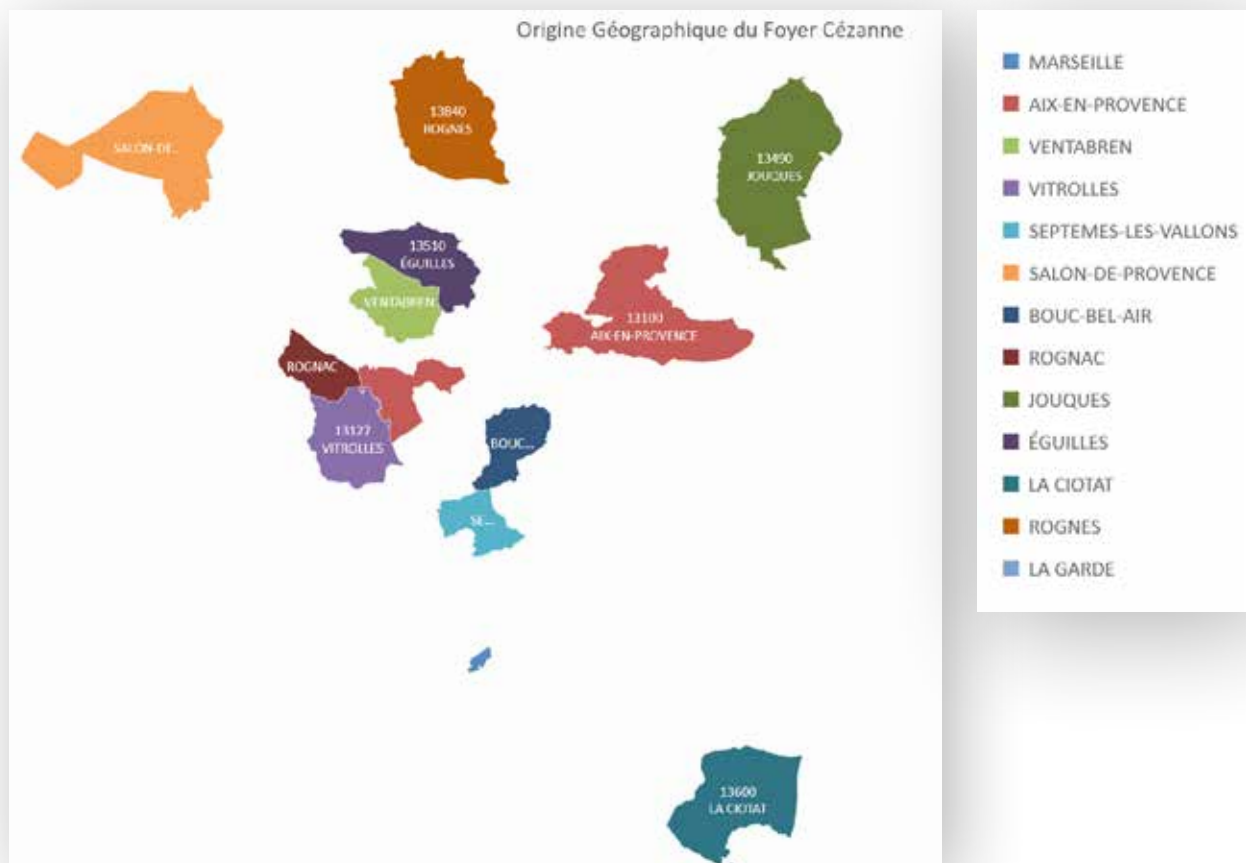 Origine Géographique du Foyer Cézanne
SALON-DE...
13840
ROGNES
13490
JOUQUES
13510
ÉGUILLES
VENTABREN
13100
AIX-EN-PROVENCE
ROGNAC
13127
VITROLLES
BOUC...
SE...
13600
LA CIOTAT
MARSEILLE
AIX-EN-PROVENCE
VENTABREN
VITROLLES
SEPTEMES-LES-VALLONS
SALON-DE-PROVENCE
BOUC-BEL-AIR
ROGNAC
JOUQUES
ÉGUILLES
LA CIOTAT
ROGNES
LA GARDE